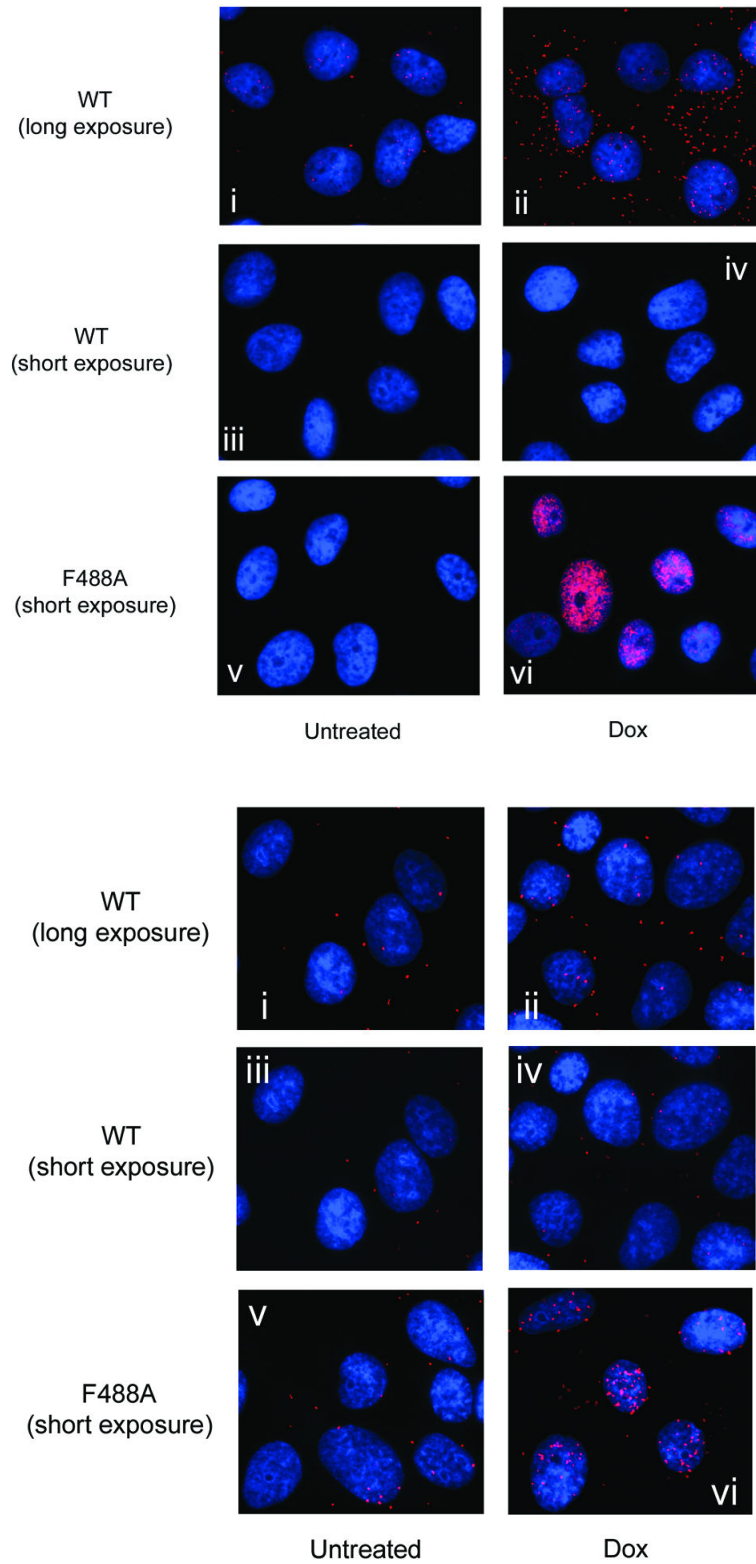 WT
(long exposure)
i
ii
WT
(short exposure)
iii
iv
F488A
(short exposure)
v
vi
Untreated
Dox
WT
(long exposure)
i
ii
WT
(short exposure)
iii
iv
F488A
(short exposure)
v
vi
Untreated
Dox